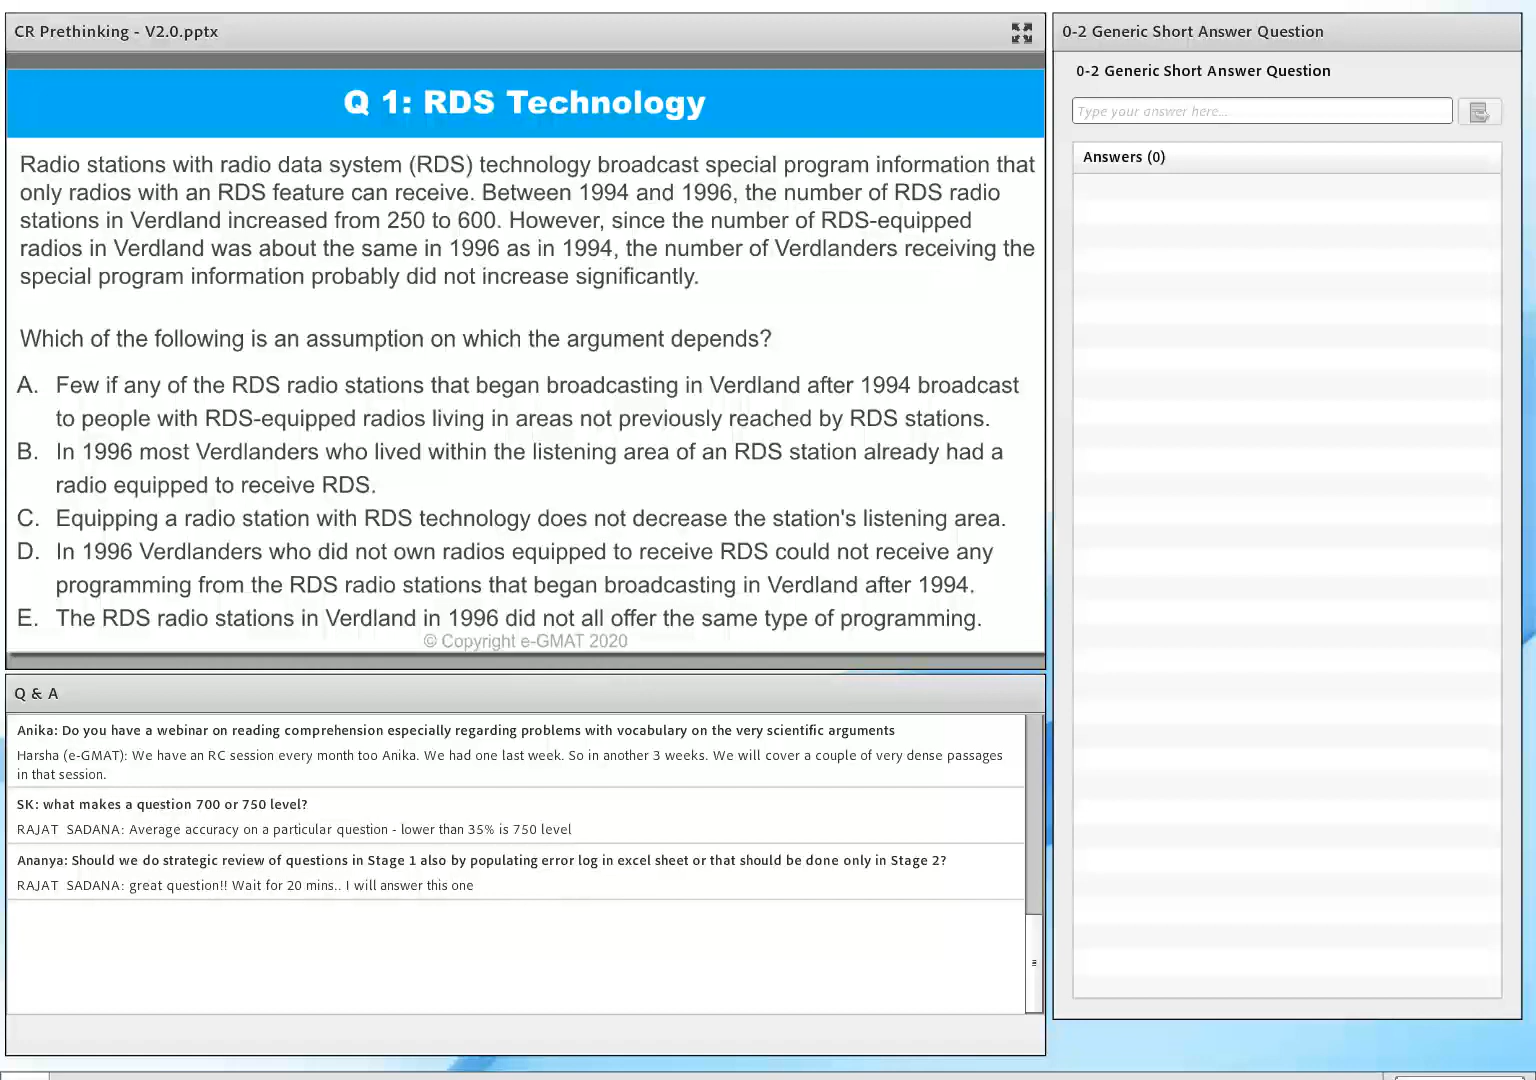 CR Prethinking - V2.0.pptx
Q 1: RDS Technology
Radio stations with radio data system (RDS) technology broadcast special program information that
only radios with an RDS feature can receive. Between 1994 and 1996, the number of RDS radio
stations in Verdland increased from 250 to 600. However, since the number of RDS-equipped
radios in Verdland was about the same in 1996 as in 1994, the number of Verdlanders receiving the
special program information probably did not increase significantly.
Which of the following is an assumption on which the argument depends?
A. Few if any of the RDS radio stations that began broadcasting in Verdland after 1994 broadcast
to people with RDS-equipped radios living in areas not previously reached by RDS stations.
B. In 1996 most Verdlanders who lived within the listening area of an RDS station already had a
radio equipped to receive RDS.
C. Equipping a radio station with RDS technology does not decrease the station's listening area.
D. In 1996 Verdlanders who did not own radios equipped to receive RDS could not receive any
programming from the RDS radio stations that began broadcasting in Verdland after 1994.
E. The RDS radio stations in Verdland in 1996 did not all offer the same type of programming.
© Copyright e-GMAT 2020
Q & A
Anika: Do you have a webinar on reading comprehension especially regarding problems with vocabulary on the very scientific arguments
Harsha (e-GMAT): We have an RC session every month too Anika. We had one last week. So in another 3 weeks. We will cover a couple of very dense passages
in that session.
SK: what makes a question 700 or 750 level?
RAJAT SADANA: Average accuracy on a particular question - lower than 35% is 750 level
Ananya: Should we do strategic review of questions in Stage 1 also by populating error log in excel sheet or that should be done only in Stage 2?
RAJAT SADANA: great question!! Wait for 20 mins.. I will answer this one
0-2 Generic Short Answer Question
0-2 Generic Short Answer Question
Type your answer here...
Answers (0)